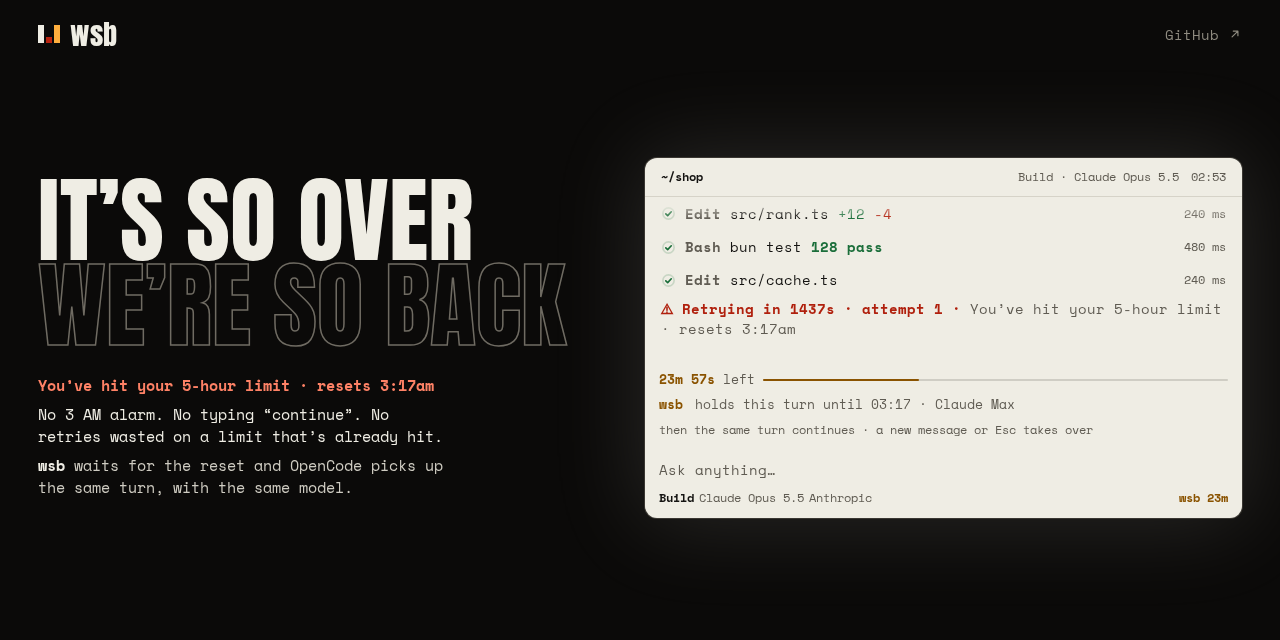 wsb
GitHub ↗
IT’S SO OVER
WE’RE SO BACK
You’ve hit your 5-hour limit · resets 3:17am
No 3 AM alarm. No typing “continue”. No
retries wasted on a limit that’s already hit.
wsb waits for the reset and OpenCode picks up
the same turn, with the same model.
~/shop
Build · Claude Opus 5.5 02:53
Edit src/rank.ts +12 -4 240 ms
Bash bun test 128 pass 480 ms
Edit src/cache.ts 240 ms
⚠ Retrying in 1437s · attempt 1 · You’ve hit your 5-hour limit
· resets 3:17am
23m 57s left
wsb holds this turn until 03:17 · Claude Max
then the same turn continues · a new message or Esc takes over
Ask anything…
Build Claude Opus 5.5 Anthropic
wsb 23m